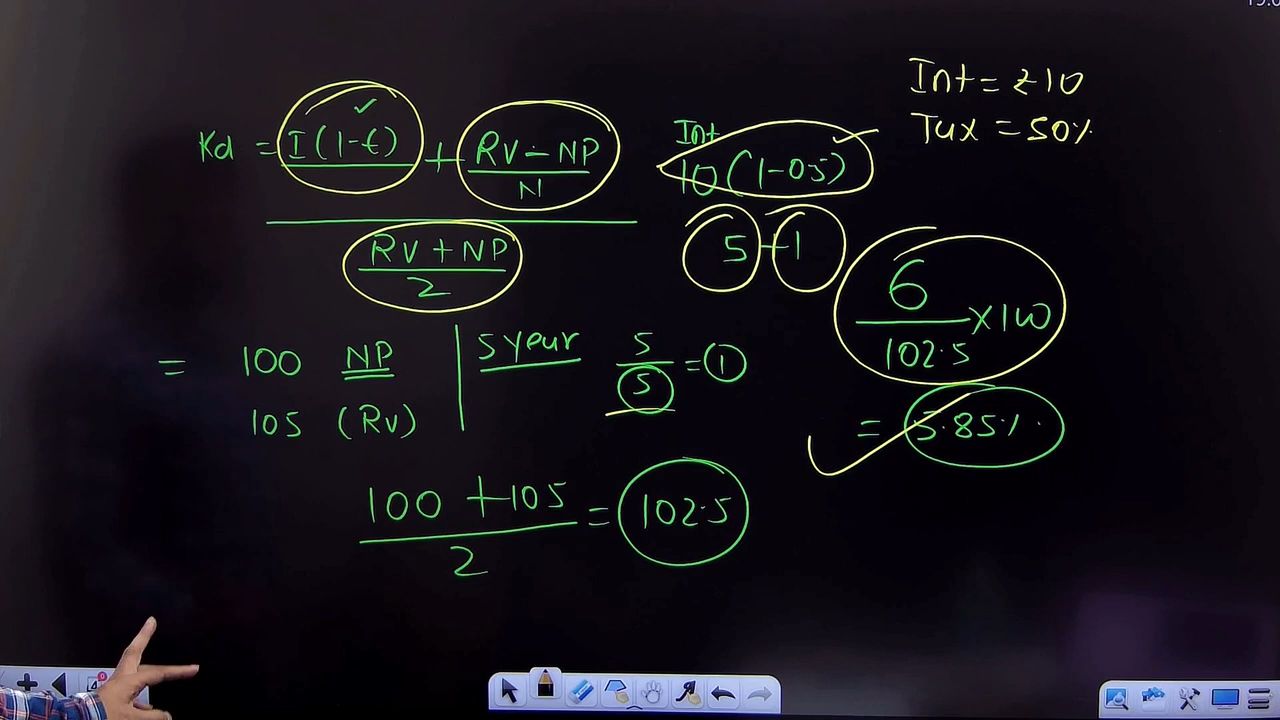 Int = ₹10
Tax = 50%
Kd = I(1-t) + RV - NP
N
RV + NP
2
Int
10(1-0.5)
5+1
6
102.5
×100
= 5.85%
= 100 NP
105 (RV)
5 year
5
5
= 1
100 + 105
2
= 102.5